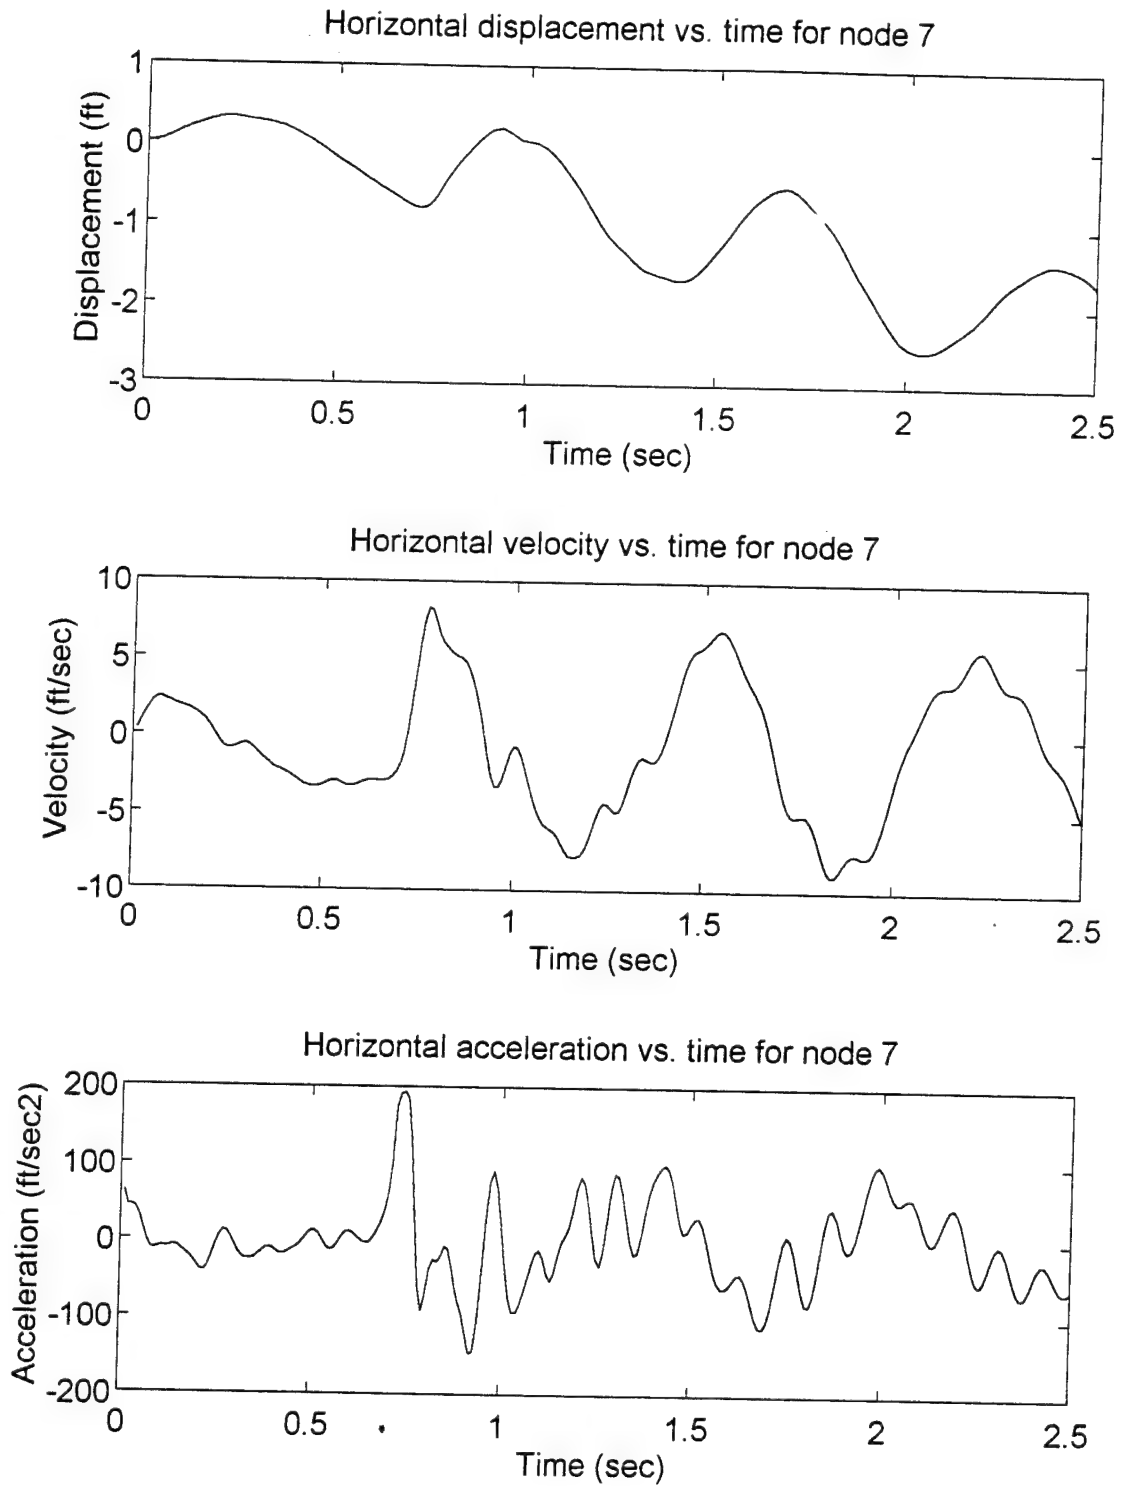 Horizontal displacement vs. time for node 7
1
0
-1
-2
-3
Displacement (ft)
0 0.5 1 1.5 2 2.5
Time (sec)
Horizontal velocity vs. time for node 7
10
5
0
-5
-10
Velocity (ft/sec)
0 0.5 1 1.5 2 2.5
Time (sec)
Horizontal acceleration vs. time for node 7
200
100
0
-100
-200
Acceleration (ft/sec2)
0 0.5 1 1.5 2 2.5
Time (sec)